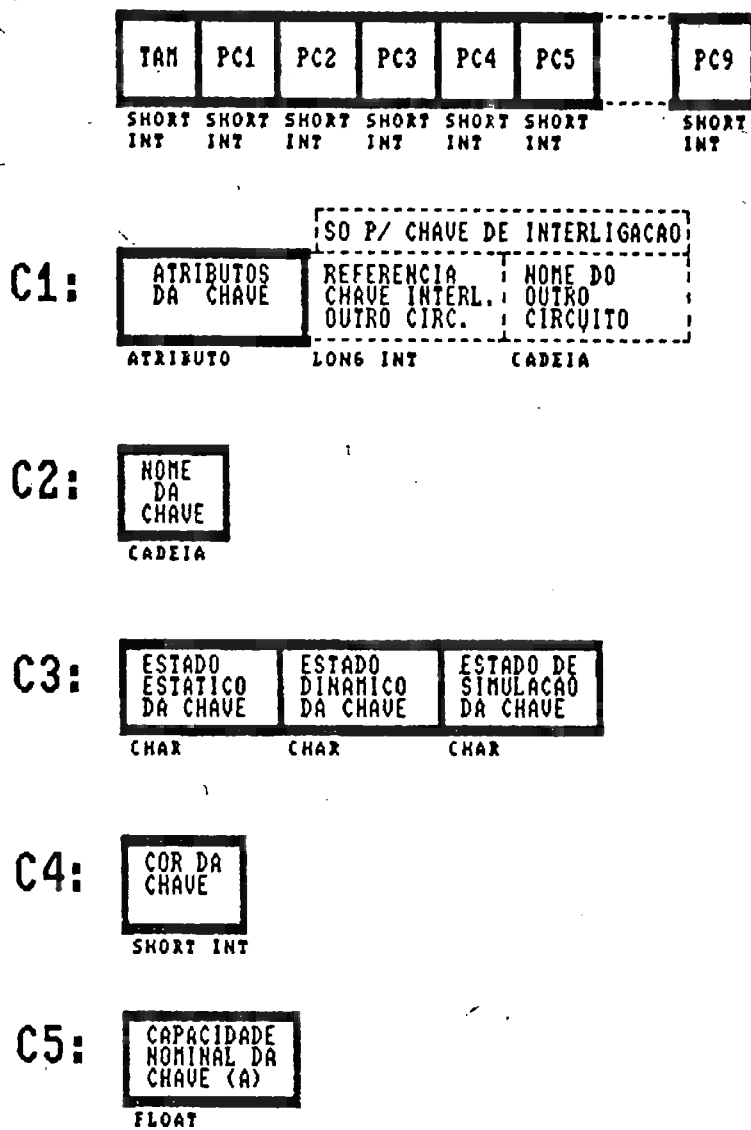 TAM PC1 PC2 PC3 PC4 PC5 PC9
SHORT SHORT SHORT SHORT SHORT SHORT SHORT
INT INT INT INT INT INT INT
SO P/ CHAVE DE INTERLIGACAO
C1:
ATRIBUTOS
DA CHAVE
REFERENCIA
CHAVE INTERL.
OUTRO CIRC.
NOME DO
OUTRO
CIRCUITO
ATRIBUTO LONG INT CADEIA
C2:
NOME
DA
CHAVE
CADEIA
C3:
ESTADO
ESTATICO
DA CHAVE
ESTADO
DINAMICO
DA CHAVE
ESTADO DE
SIMULACAO
DA CHAVE
CHAR CHAR CHAR
C4:
COR DA
CHAVE
SHORT INT
C5:
CAPACIDADE
NOMINAL DA
CHAVE (A)
FLOAT